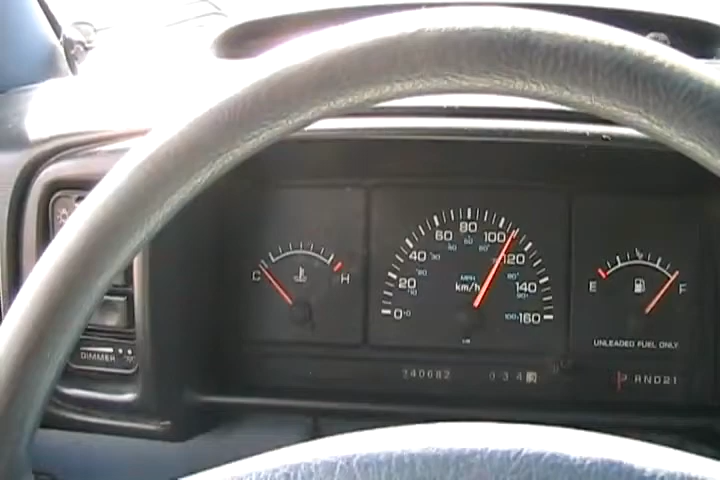 C H
0 20 40 60 80 100 120 140 160
MPH
km/h
E F
UNLEADED FUEL ONLY
DIMMER
240682
034
P RND21